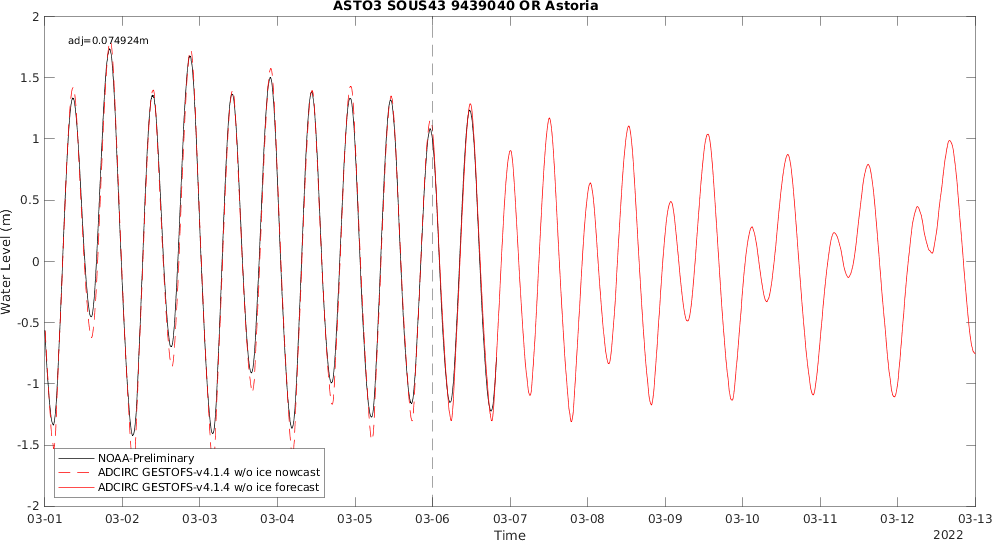 ASTO3 SOUS43 9439040 OR Astoria
adj=0.074924m
2
1.5
1
0.5
0
-0.5
-1
-1.5
-2
Water Level (m)
NOAA-Preliminary
ADCIRC GESTOFS-v4.1.4 w/o ice nowcast
ADCIRC GESTOFS-v4.1.4 w/o ice forecast
03-01 03-02 03-03 03-04 03-05 03-06 03-07 03-08 03-09 03-10 03-11 03-12 03-13
Time
2022